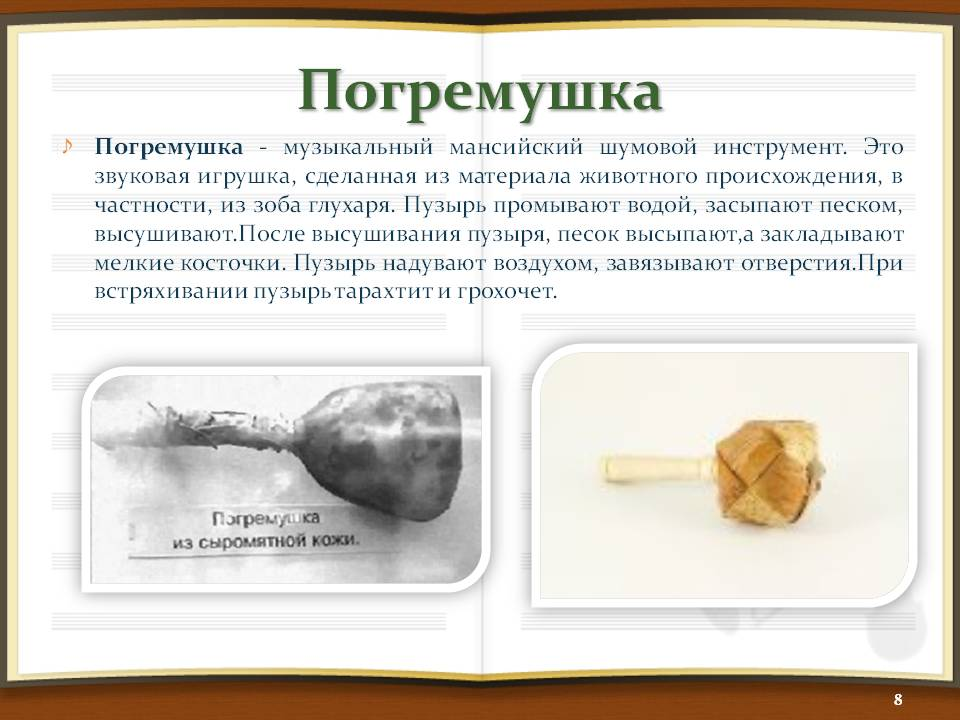 Погремушка
♪ Погремушка - музыкальный мансийский шумовой инструмент. Это
звуковая игрушка, сделанная из материала животного происхождения, в
частности, из зоба глухаря. Пузырь промывают водой, засыпают песком,
высушивают.После высушивания пузыря, песок высыпают,а закладывают
мелкие косточки. Пузырь надувают воздухом, завязывают отверстия.При
встряхивании пузырь тарахтит и грохочет.
Погремушка
из сыромятной кожи.
8